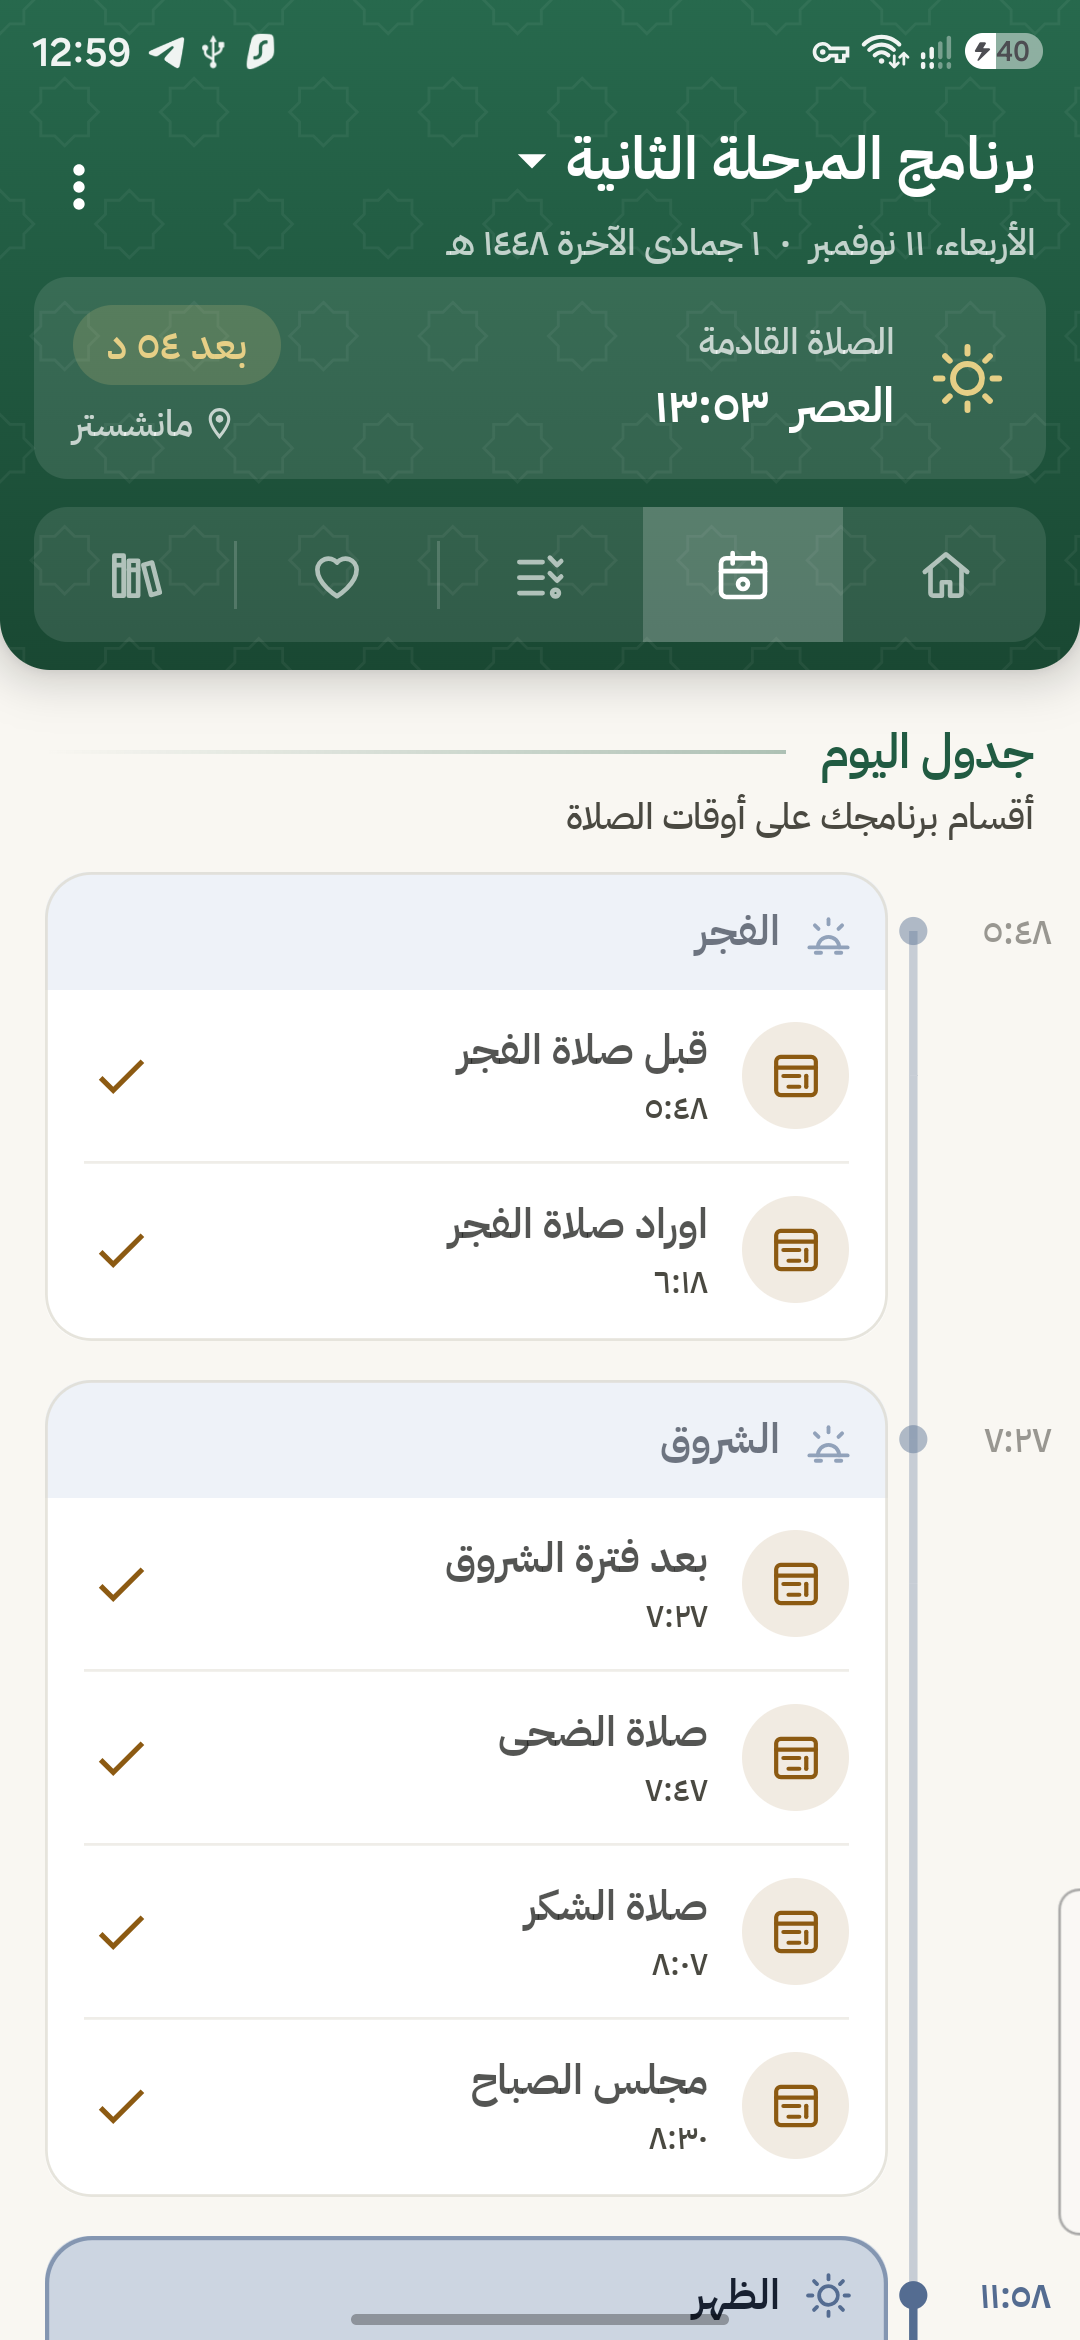 12:59
40
برنامج المرحلة الثانية
الأربعاء، ١١ نوفمبر · ١ جمادى الآخرة ١٤٤٨ هـ
الصلاة القادمة
بعد ٥٤ د
العصر ١٣:٥٣
مانشستر
جدول اليوم
أقسام برنامجك على أوقات الصلاة
٥:٤٨
الفجر
قبل صلاة الفجر
٥:٤٨
اوراد صلاة الفجر
٦:١٨
٧:٢٧
الشروق
بعد فترة الشروق
٧:٢٧
صلاة الضحى
٧:٤٧
صلاة الشكر
٨:٠٧
مجلس الصباح
٨:٣٠
١١:٥٨
الظهر